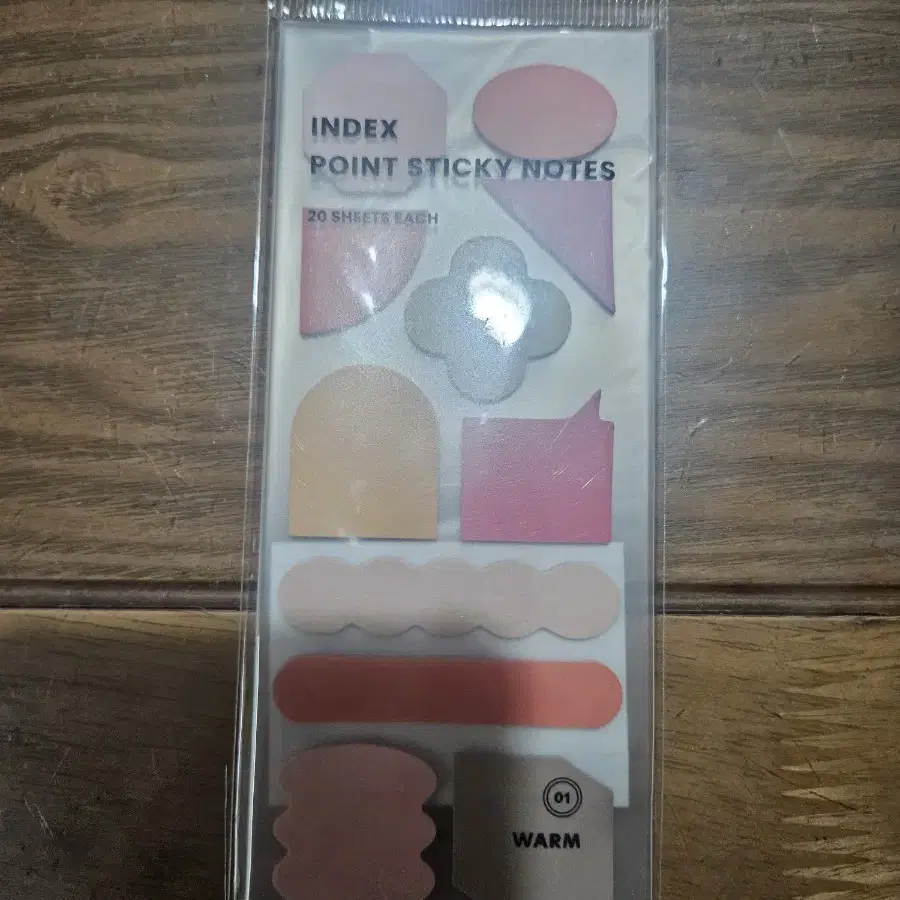 INDEX
POINT STICKY NOTES
20 SHEETS EACH
01
WARM